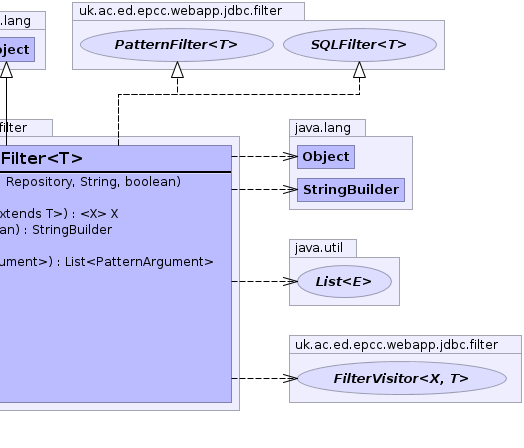 .lang
uk.ac.ed.epcc.webapp.jdbc.filter
bject
PatternFilter<T>
SQLFilter<T>
filter
java.lang
Filter<T>
Object
Repository, String, boolean)
StringBuilder
xtends T>) : <X> X
an) : StringBuilder
java.util
ument>) : List<PatternArgument>
List<E>
uk.ac.ed.epcc.webapp.jdbc.filter
FilterVisitor<X, T>